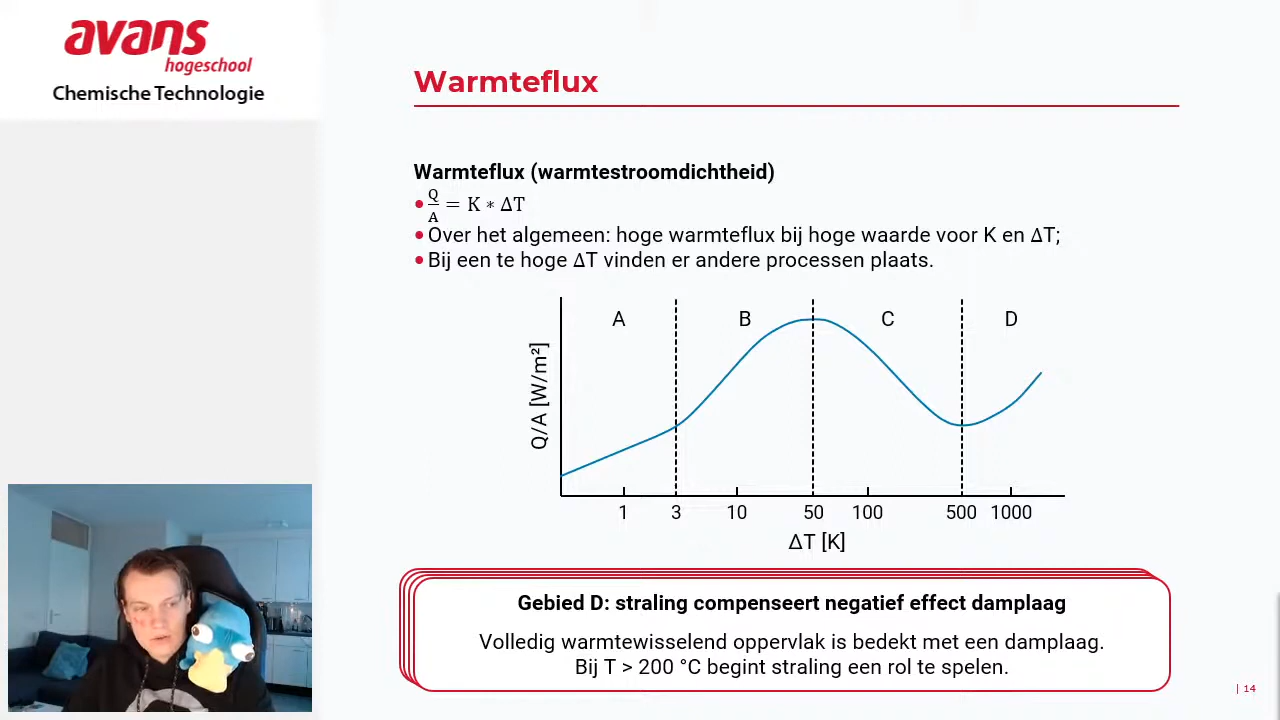 avans
hogeschool
Chemische Technologie
Warmteflux
Warmteflux (warmtestroomdichtheid)
• Q/A = K ∗ ΔT
• Over het algemeen: hoge warmteflux bij hoge waarde voor K en ΔT;
• Bij een te hoge ΔT vinden er andere processen plaats.
A B C D
Q/A [W/m²]
1 3 10 50 100 500 1000
ΔT [K]
Gebied D: straling compenseert negatief effect damplaag
Volledig warmtewisselend oppervlak is bedekt met een damplaag.
Bij T > 200 °C begint straling een rol te spelen.
| 14